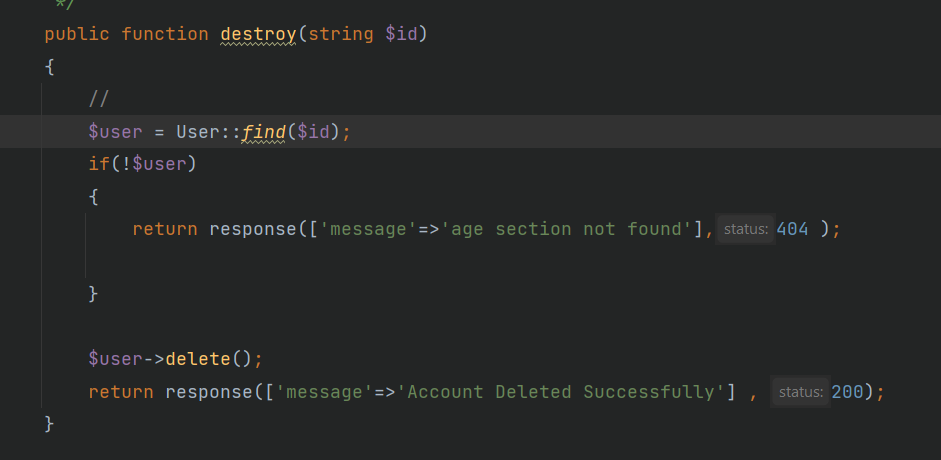 */
public function destroy(string $id)
{
//
$user = User::find($id);
if(!$user)
{
return response(['message'=>'age section not found'], status: 404 );
}
$user->delete();
return response(['message'=>'Account Deleted Successfully'] , status: 200);
}